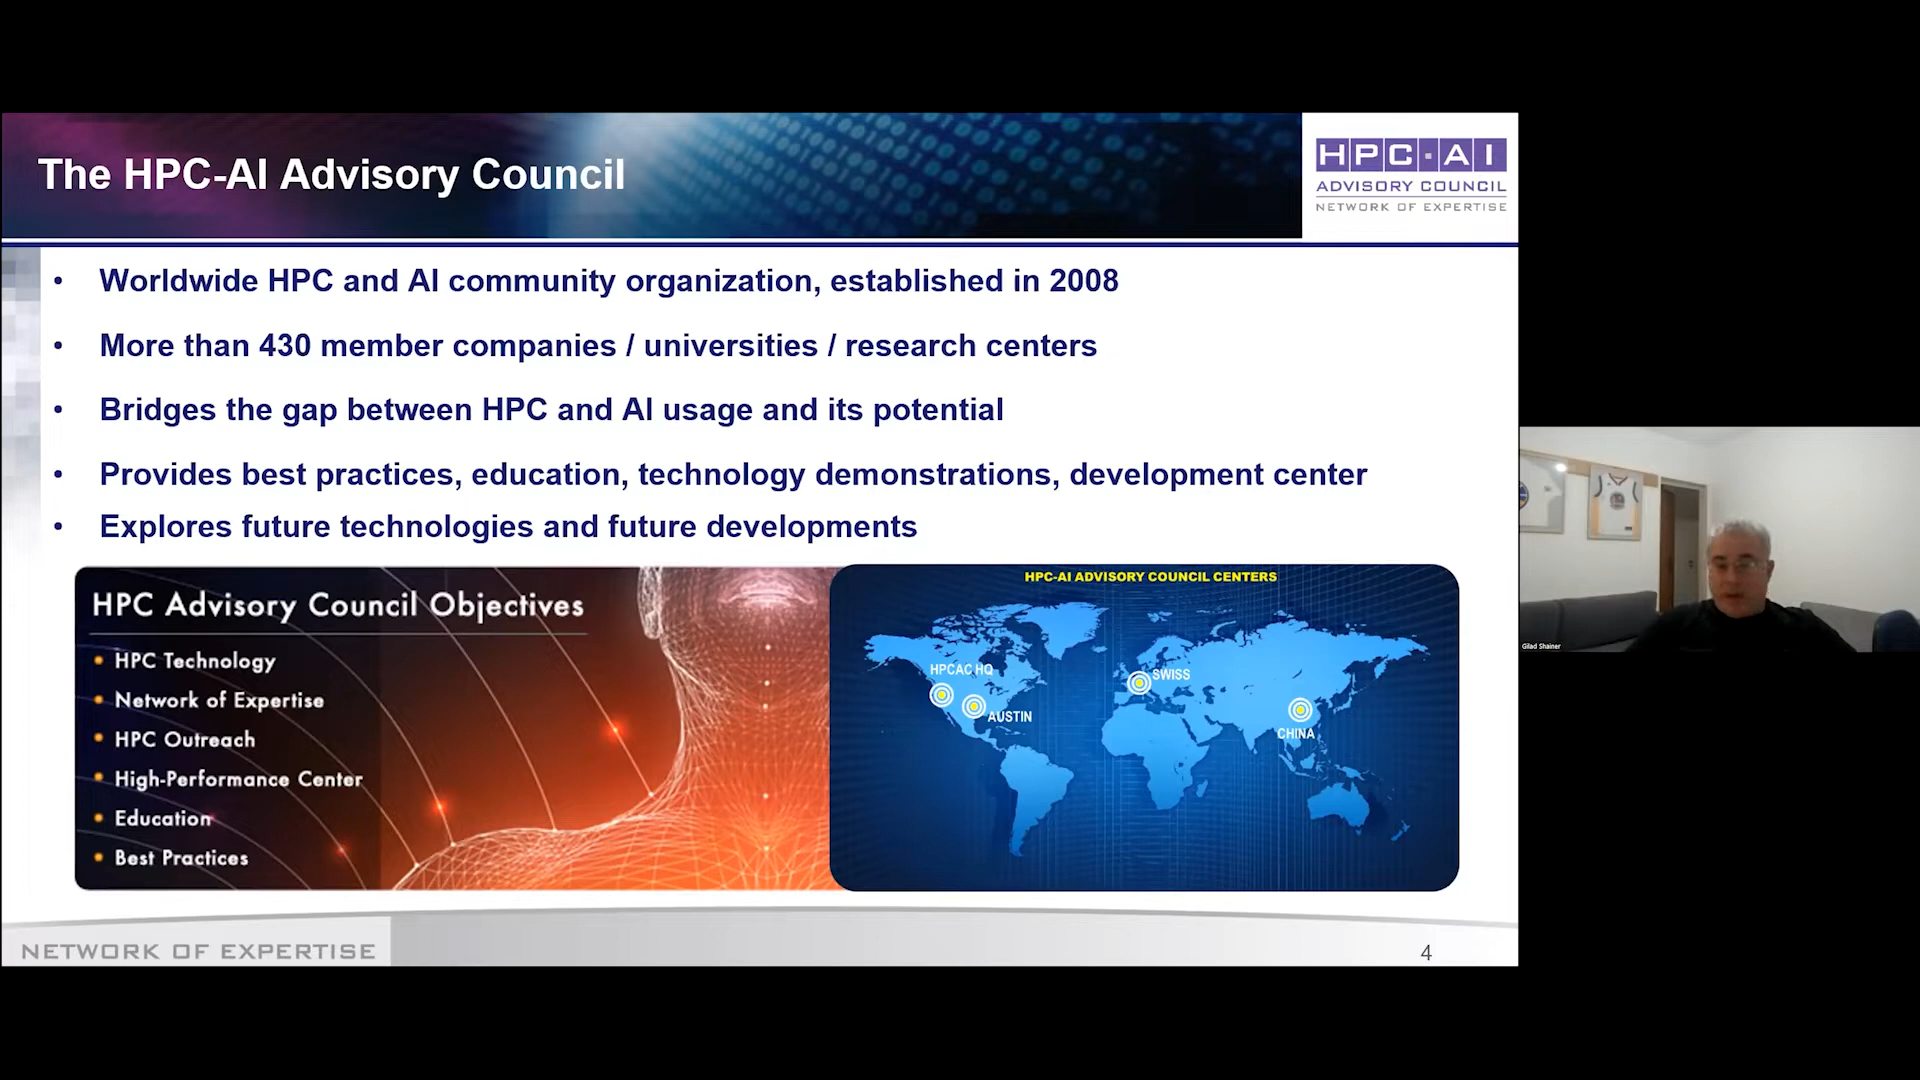 The HPC-AI Advisory Council
HPC-AI
ADVISORY COUNCIL
NETWORK OF EXPERTISE
• Worldwide HPC and AI community organization, established in 2008
• More than 430 member companies / universities / research centers
• Bridges the gap between HPC and AI usage and its potential
• Provides best practices, education, technology demonstrations, development center
• Explores future technologies and future developments
HPC Advisory Council Objectives
• HPC Technology
• Network of Expertise
• HPC Outreach
• High-Performance Center
• Education
• Best Practices
HPC-AI ADVISORY COUNCIL CENTERS
HPCAC HQ
AUSTIN
SWISS
CHINA
NETWORK OF EXPERTISE
4
Gilad Shainer